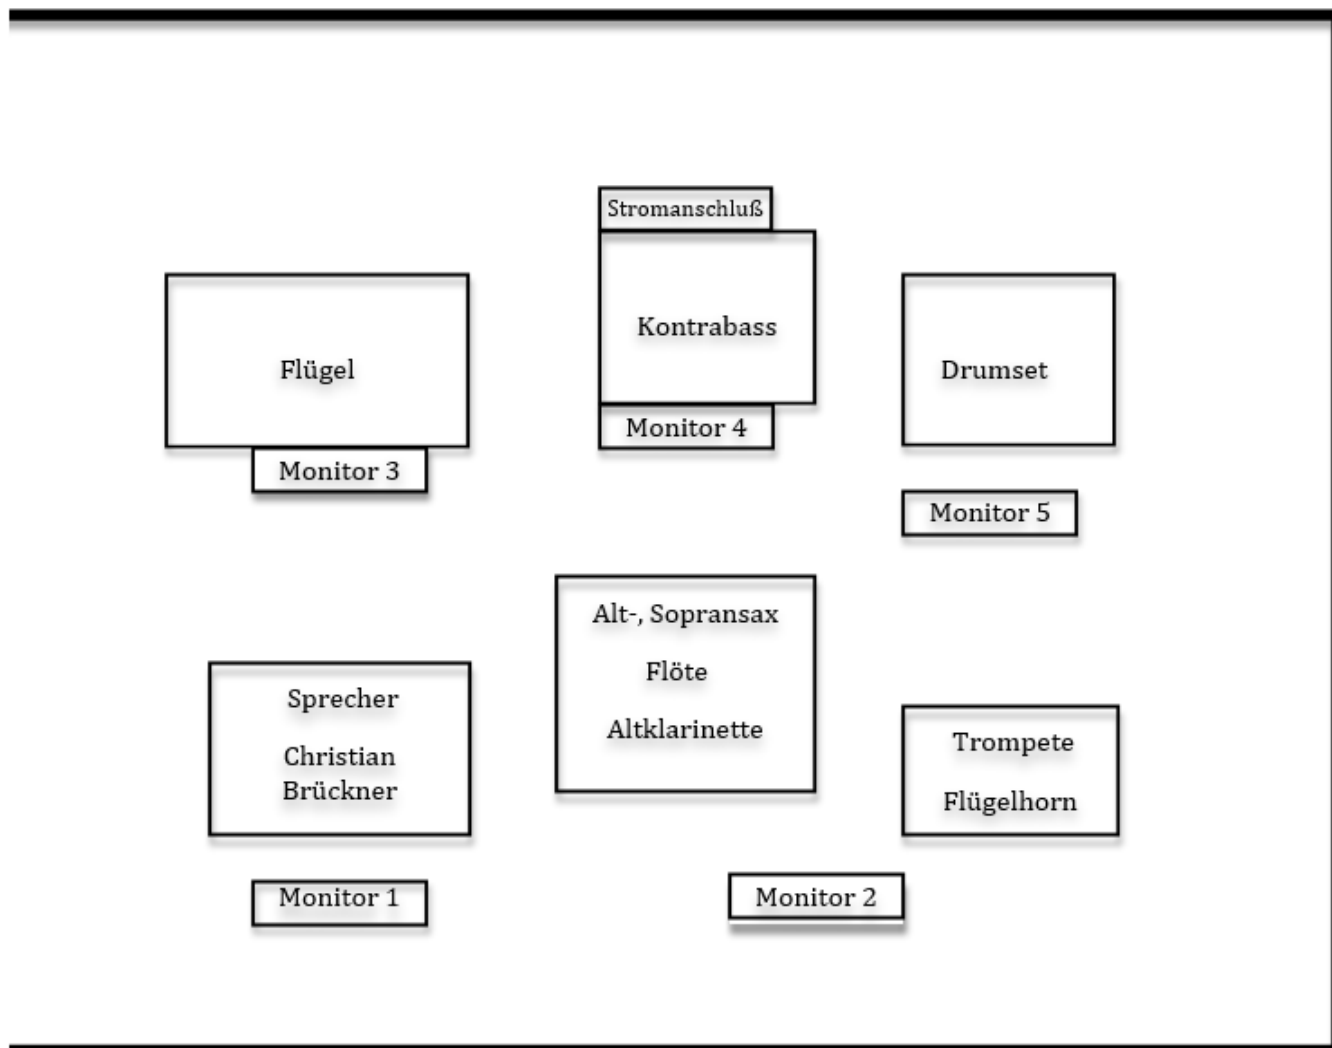 Stromanschluß
Kontrabass
Monitor 4
Flügel
Monitor 3
Drumset
Monitor 5
Alt-, Sopransax
Flöte
Altklarinette
Sprecher
Christian
Brückner
Trompete
Flügelhorn
Monitor 1
Monitor 2